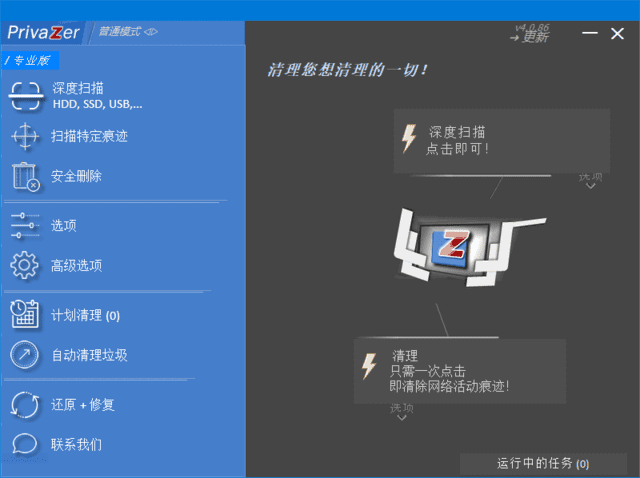 PrivaZer
普通模式
v4.0.86
更新
/ 专业版
清理您想清理的一切！
深度扫描
HDD, SSD, USB,...
扫描特定痕迹
安全删除
选项
高级选项
计划清理 (0)
自动清理垃圾
还原 + 修复
联系我们
深度扫描
点击即可！
选项
Z
清理
只需一次点击
即清除网络活动痕迹！
选项
运行中的任务 (0)